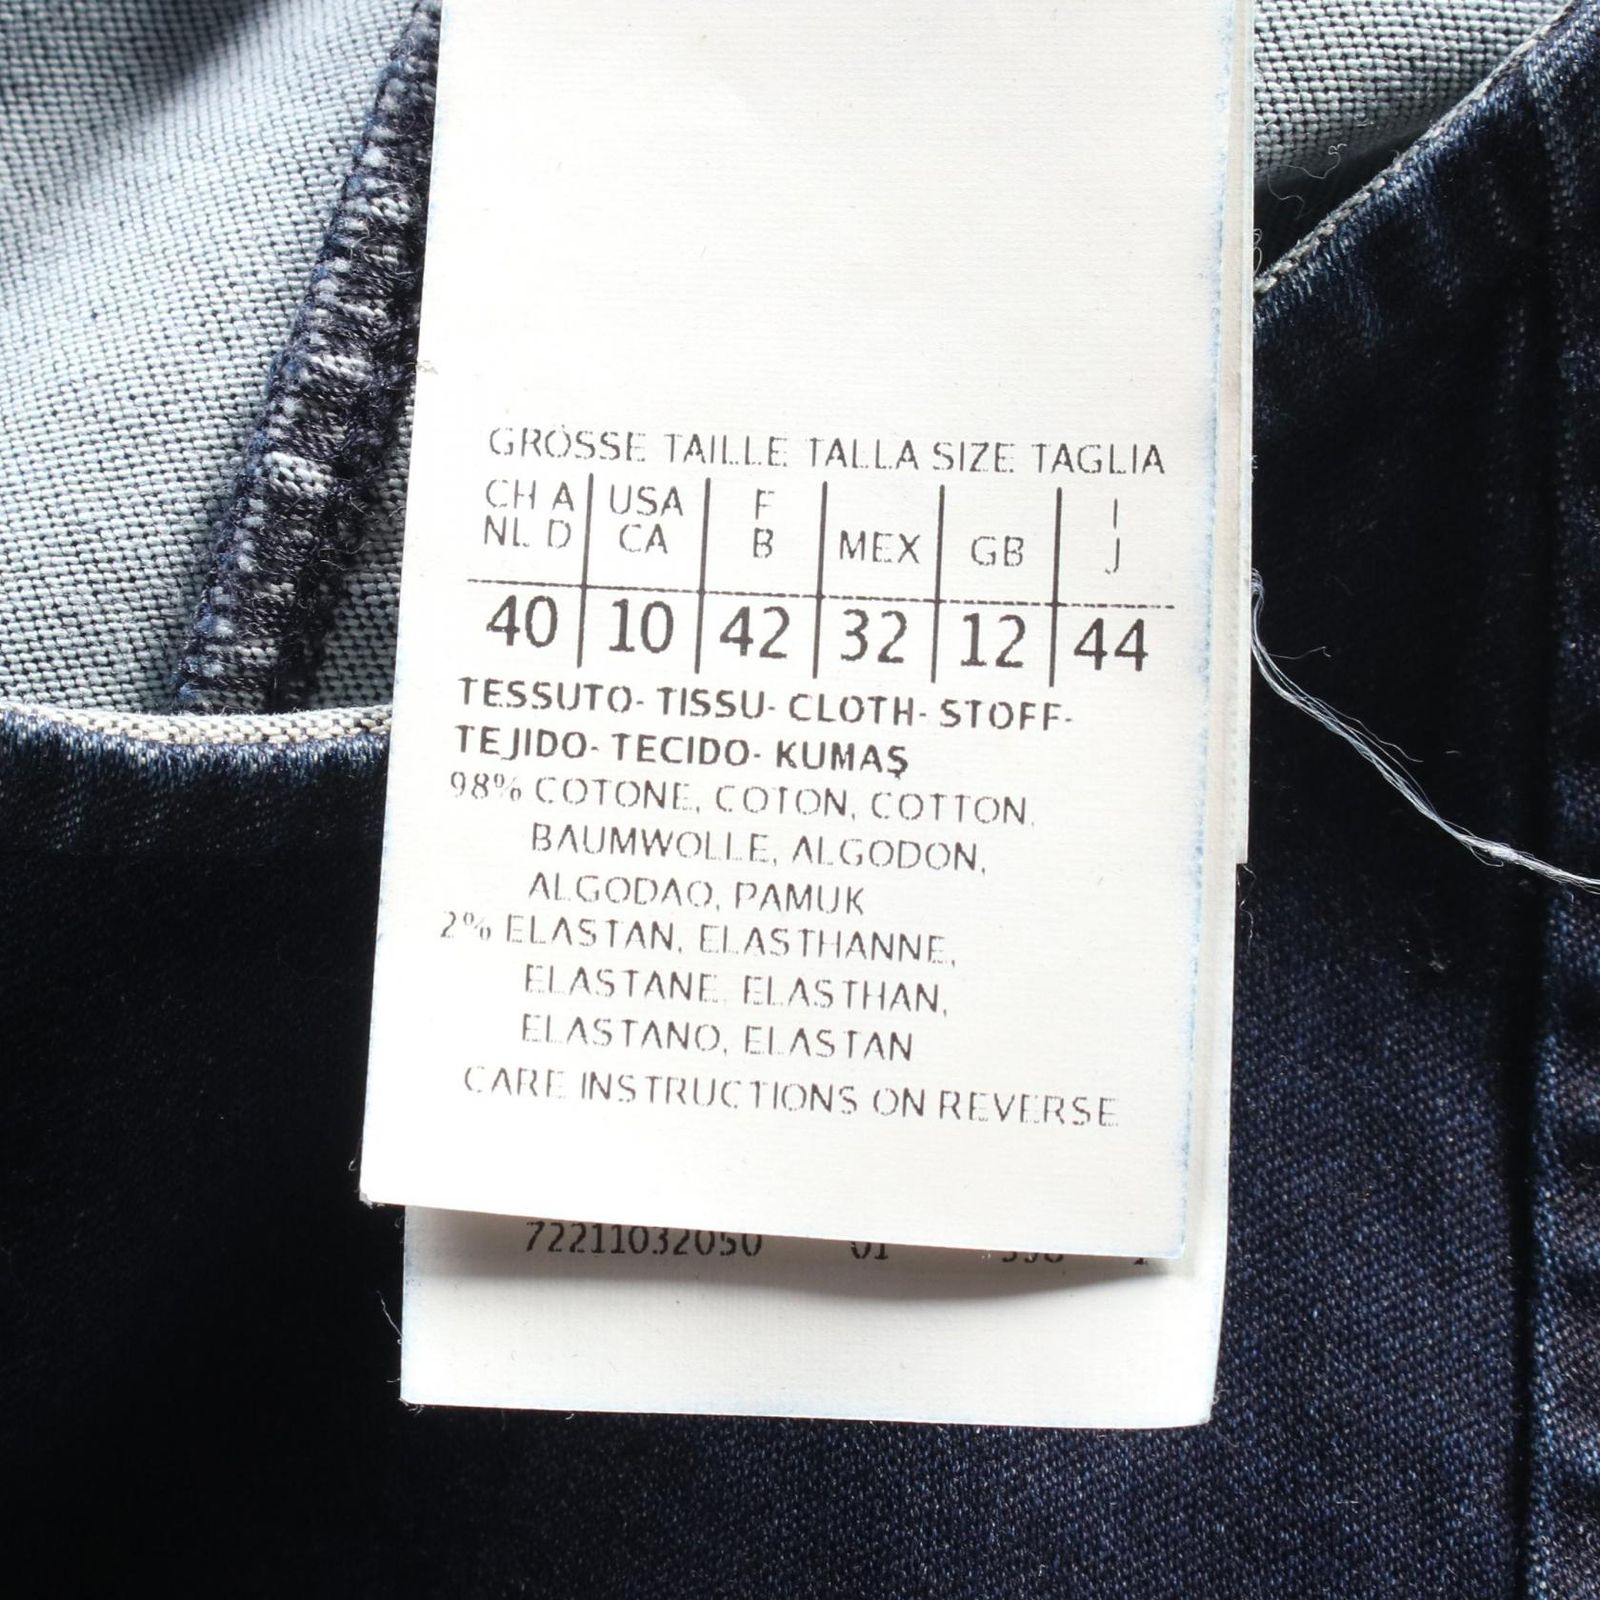 GRÖSSE TAILLE TALLA SIZE TAGLIA
CH A USA F I
NL D CA B MEX GB J
40 10 42 32 12 44
TESSUTO- TISSU- CLOTH- STOFF-
TEJIDO- TECIDO- KUMAŞ
98% COTONE, COTON, COTTON,
BAUMWOLLE, ALGODON,
ALGODAO, PAMUK
2% ELASTAN, ELASTHANNE,
ELASTANE, ELASTHAN,
ELASTANO, ELASTAN
CARE INSTRUCTIONS ON REVERSE
72211032050 01